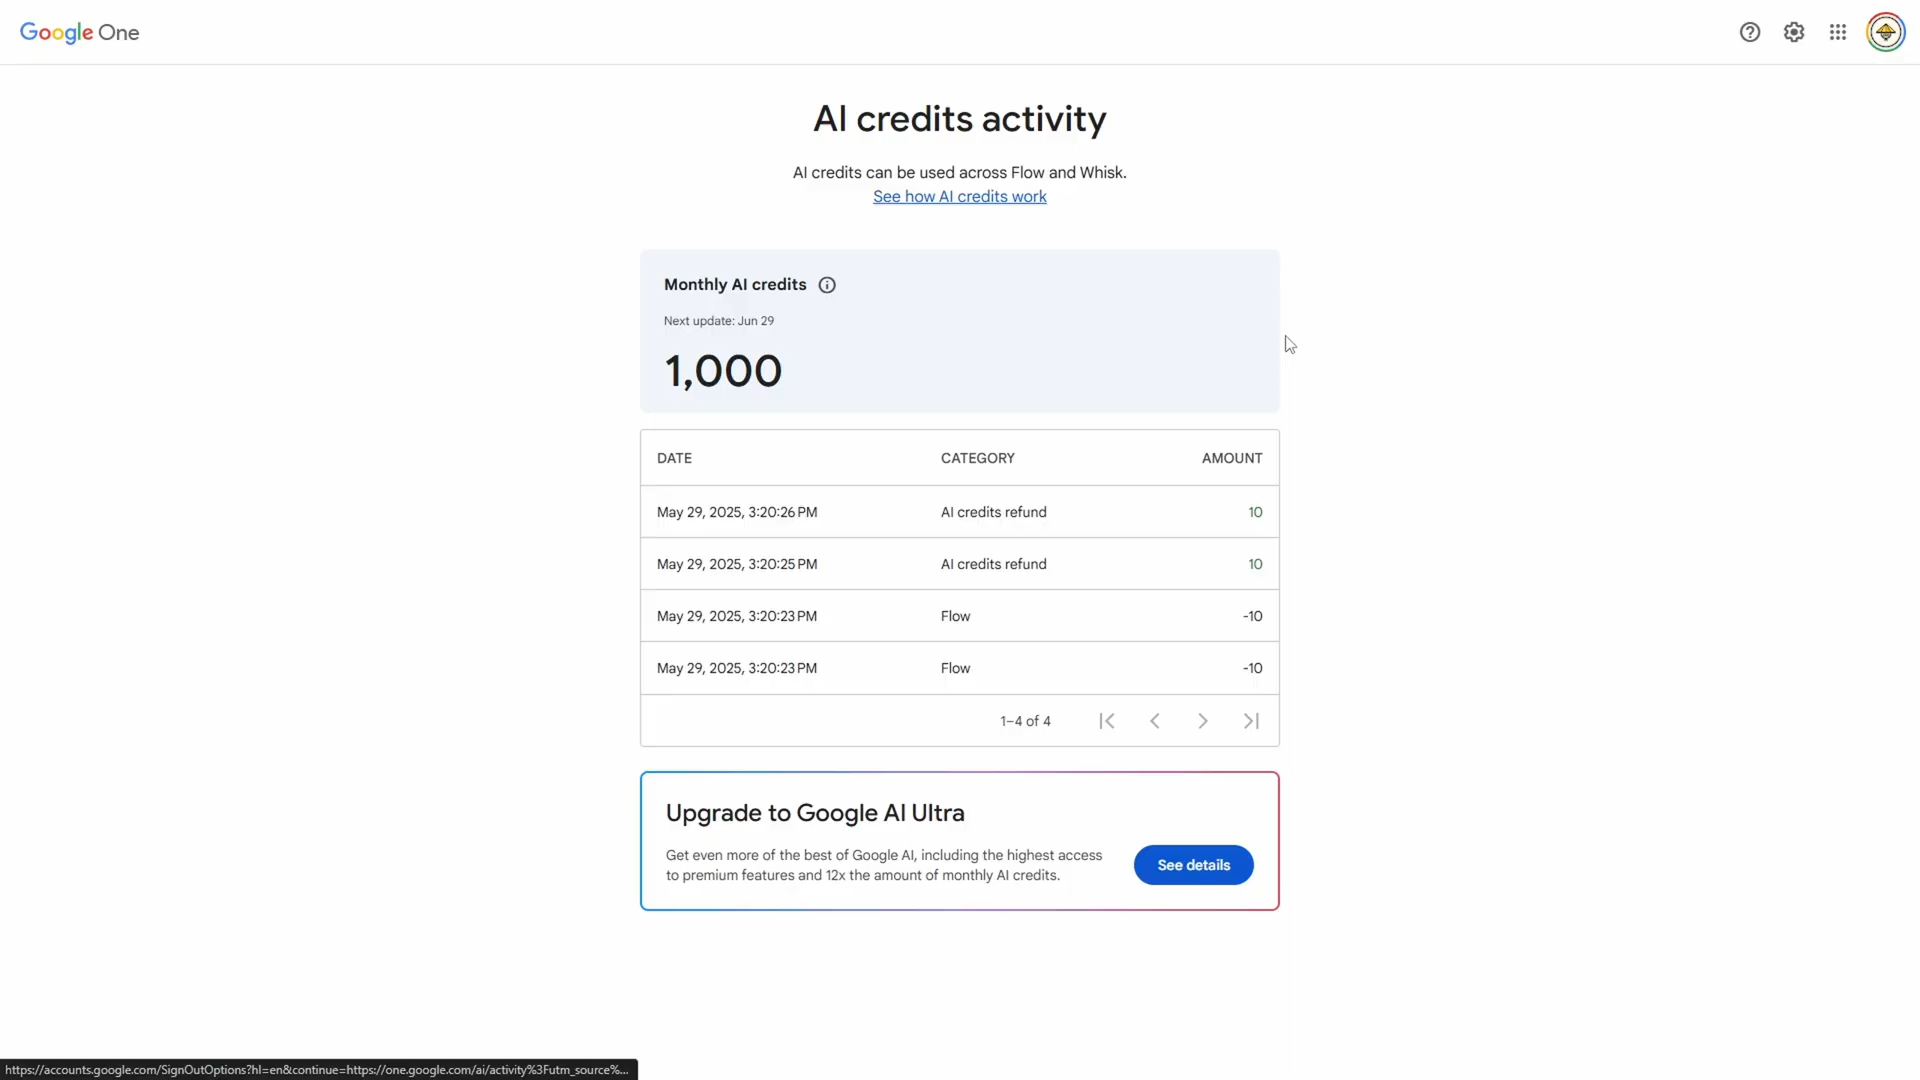 Google One
AI credits activity
AI credits can be used across Flow and Whisk.
See how AI credits work
Monthly AI credits
Next update: Jun 29
1,000
DATE CATEGORY AMOUNT
May 29, 2025, 3:20:26 PM AI credits refund 10
May 29, 2025, 3:20:25 PM AI credits refund 10
May 29, 2025, 3:20:23 PM Flow -10
May 29, 2025, 3:20:23 PM Flow -10
1–4 of 4
Upgrade to Google AI Ultra
Get even more of the best of Google AI, including the highest access
to premium features and 12x the amount of monthly AI credits.
See details
https://accounts.google.com/SignOutOptions?hl=en&continue=https://one.google.com/ai/activity%3Futm_source%...